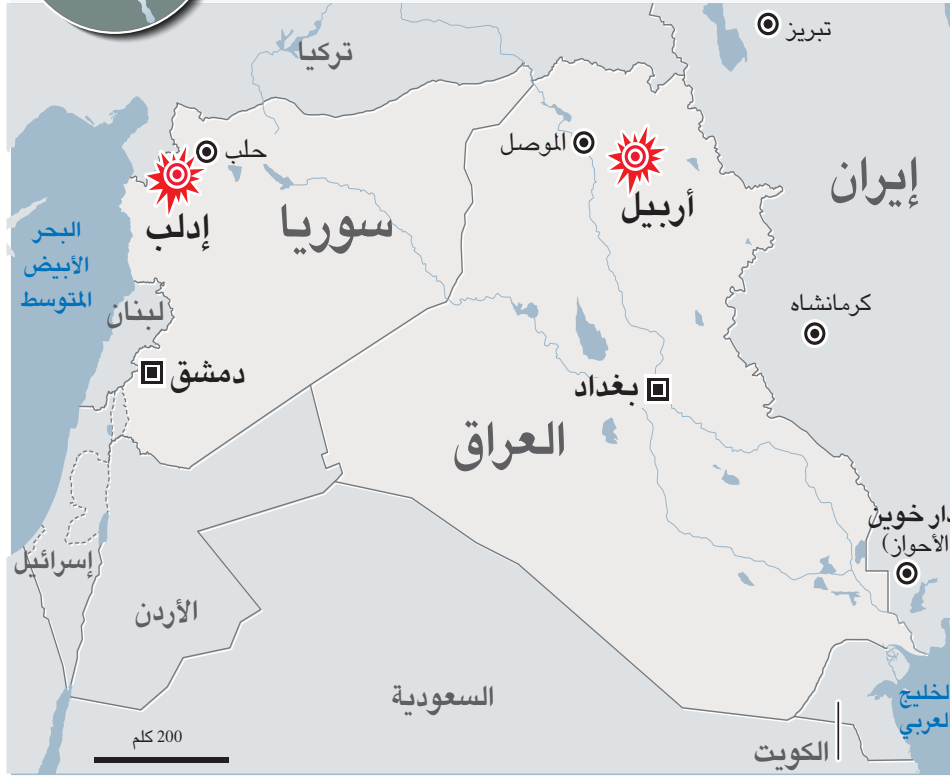 تبريز
تركيا
الموصل
حلب
إيران
أربيل
إدلب
سوريا
البحر
الأبيض
المتوسط
لبنان
كرمانشاه
دمشق
بغداد
العراق
دار خوين
(الأحواز)
إسرائيل
الأردن
السعودية
الخليج
العربي
200 كلم
الكويت